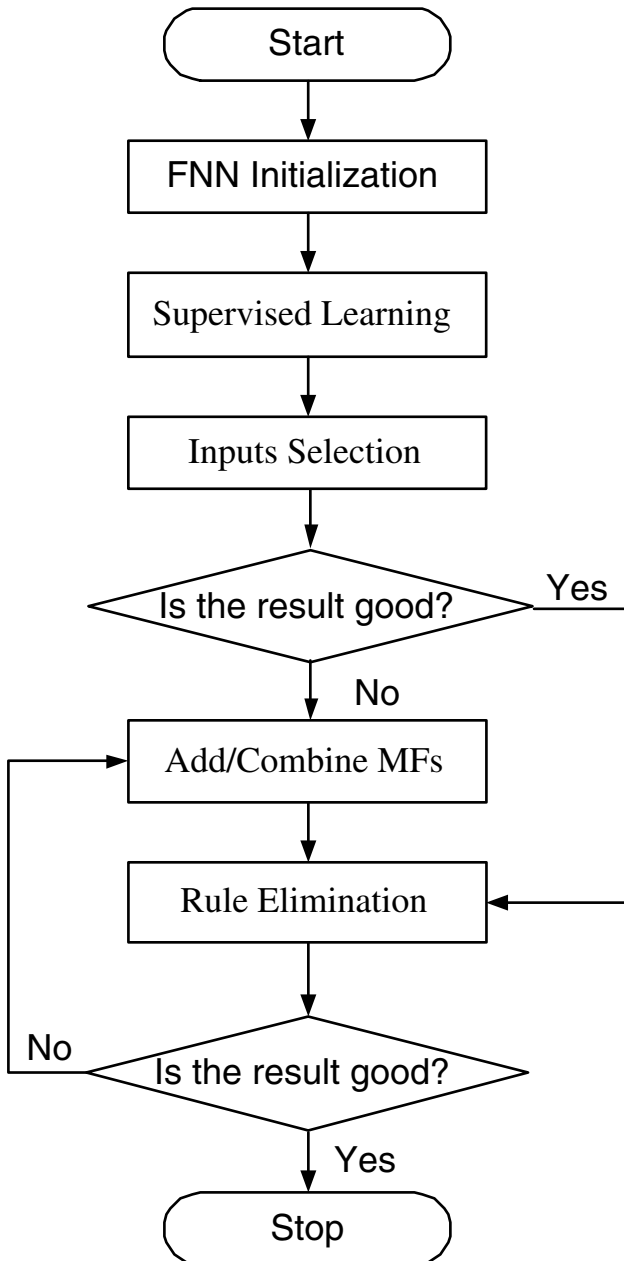 Start
FNN Initialization
Supervised Learning
Inputs Selection
Is the result good?
Yes
No
Add/Combine MFs
Rule Elimination
No
Is the result good?
Yes
Stop